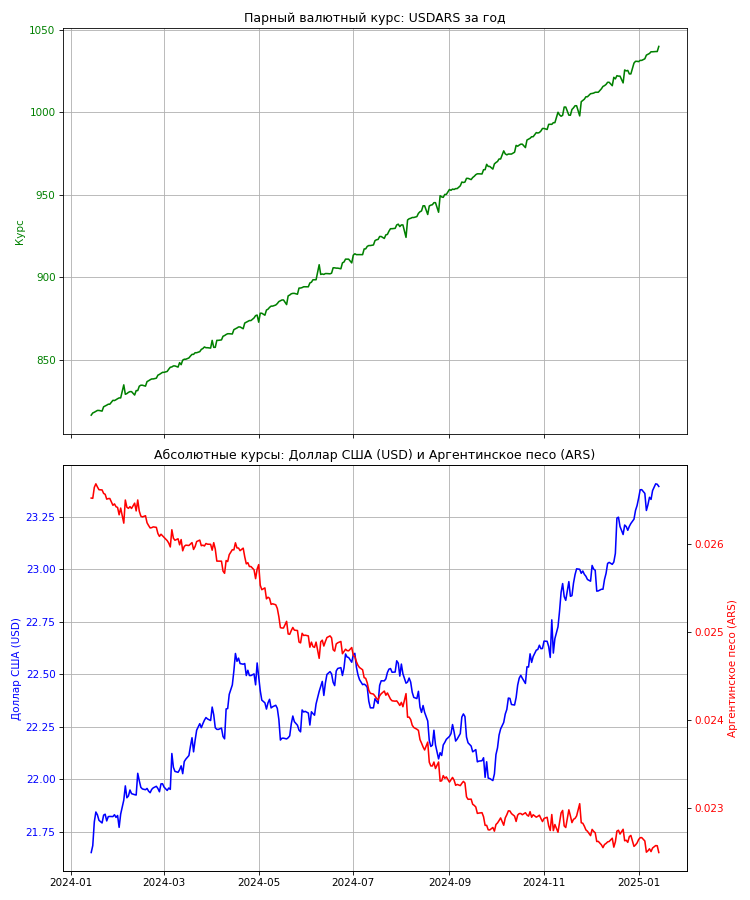 Парный валютный курс: USDARS за год
1050
1000
950
900
850
Курс
Абсолютные курсы: Доллар США (USD) и Аргентинское песо (ARS)
23.25
23.00
22.75
22.50
22.25
22.00
21.75
Доллар США (USD)
0.026
0.025
0.024
0.023
Аргентинское песо (ARS)
2024-01 2024-03 2024-05 2024-07 2024-09 2024-11 2025-01